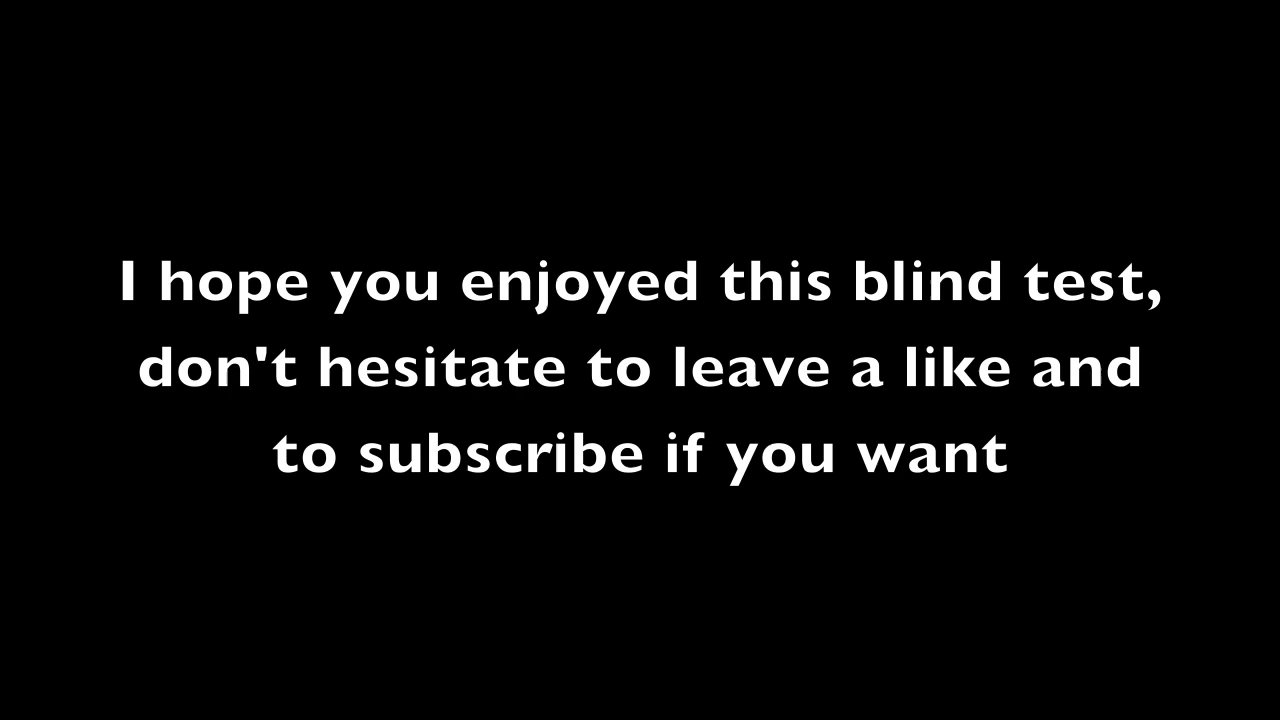 I hope you enjoyed this blind test,
don't hesitate to leave a like and
to subscribe if you want